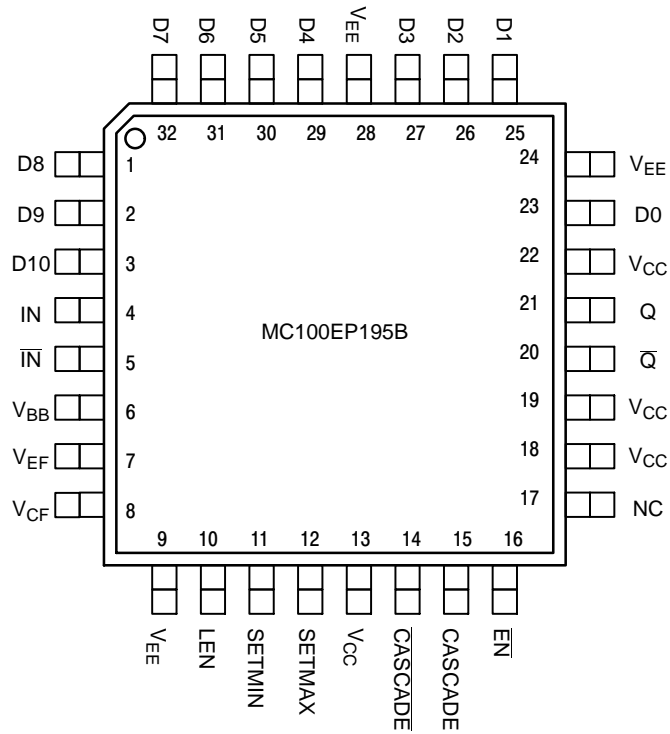 D7 D6 D5 D4 VEE D3 D2 D1
32 31 30 29 28 27 26 25
D8 1 24 VEE
D9 2 23 D0
D10 3 22 VCC
IN 4 21 Q
MC100EP195B
I̅N̅ 5 20 Q̅
VBB 6 19 VCC
VEF 7 18 VCC
VCF 8 17 NC
9 10 11 12 13 14 15 16
VEE LEN SETMIN SETMAX VCC C̅A̅S̅C̅A̅D̅E̅ CASCADE E̅N̅